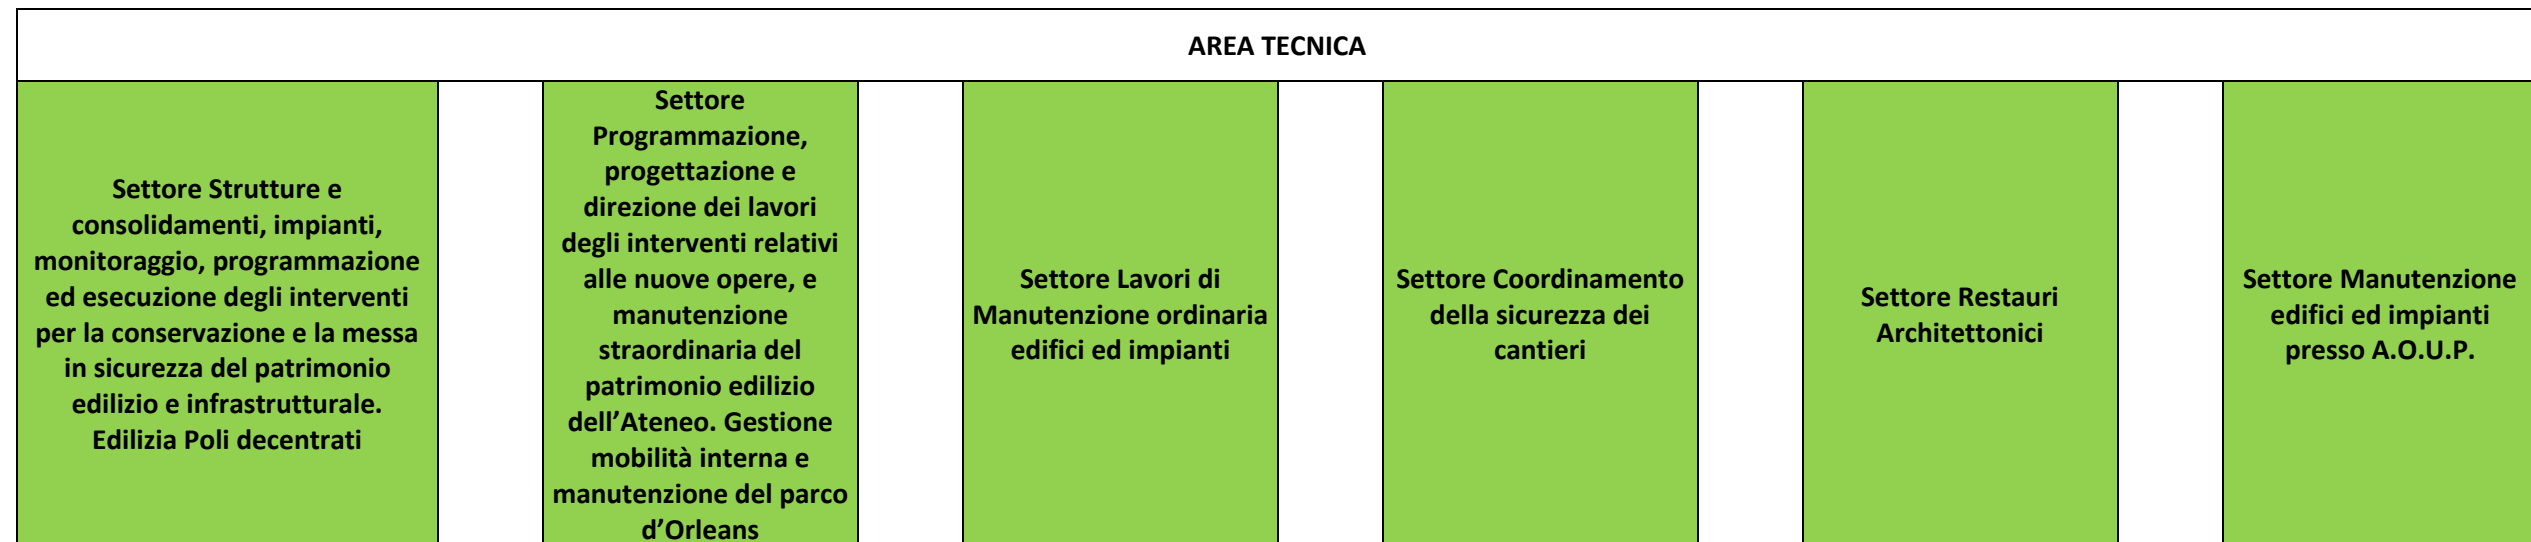 AREA TECNICA
Settore Strutture e
consolidamenti, impianti,
monitoraggio, programmazione
ed esecuzione degli interventi
per la conservazione e la messa
in sicurezza del patrimonio
edilizio e infrastrutturale.
Edilizia Poli decentrati
Settore
Programmazione,
progettazione e
direzione dei lavori
degli interventi relativi
alle nuove opere, e
manutenzione
straordinaria del
patrimonio edilizio
dell’Ateneo. Gestione
mobilità interna e
manutenzione del parco
d’Orleans
Settore Lavori di
Manutenzione ordinaria
edifici ed impianti
Settore Coordinamento
della sicurezza dei
cantieri
Settore Restauri
Architettonici
Settore Manutenzione
edifici ed impianti
presso A.O.U.P.